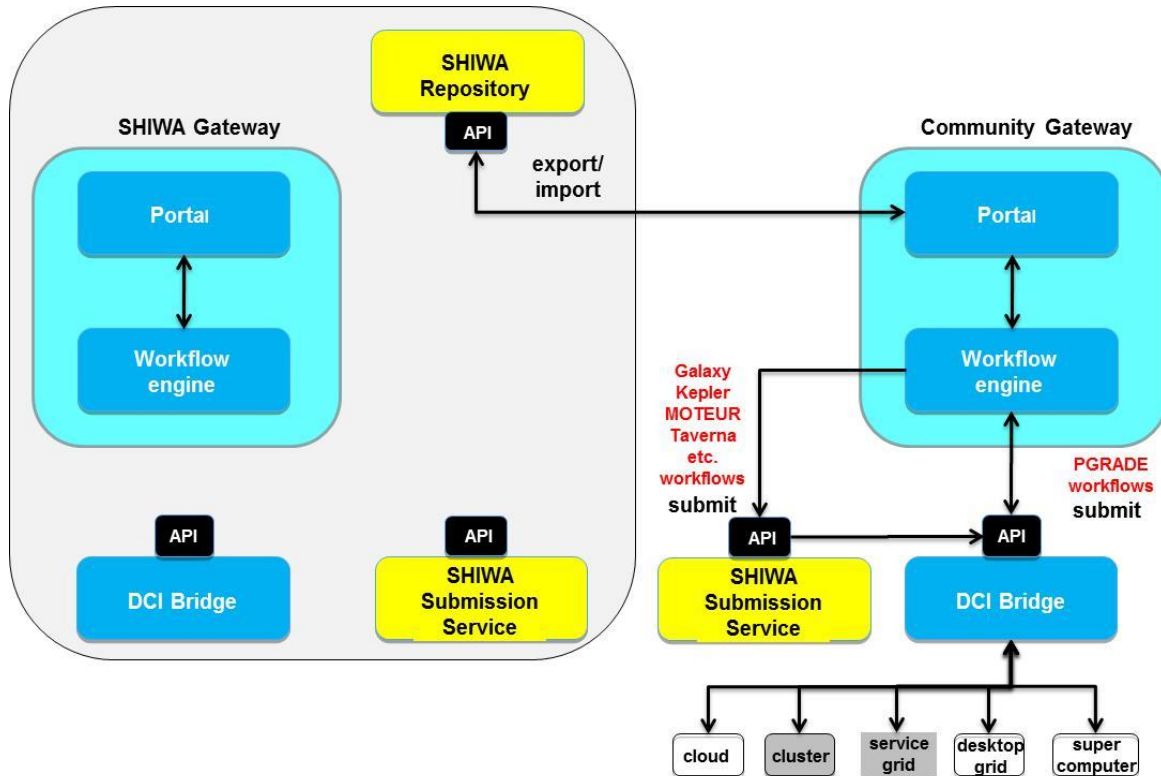 SHIWA
Repository
API
SHIWA Gateway
Portal
Workflow
engine
API
DCI Bridge
API
SHIWA
Submission
Service
export/
import
Community Gateway
Portal
Workflow
engine
Galaxy
Kepler
MOTEUR
Taverna
etc.
workflows
submit
PGRADE
workflows
submit
API
SHIWA
Submission
Service
API
DCI Bridge
cloud
cluster
service
grid
desktop
grid
super
computer